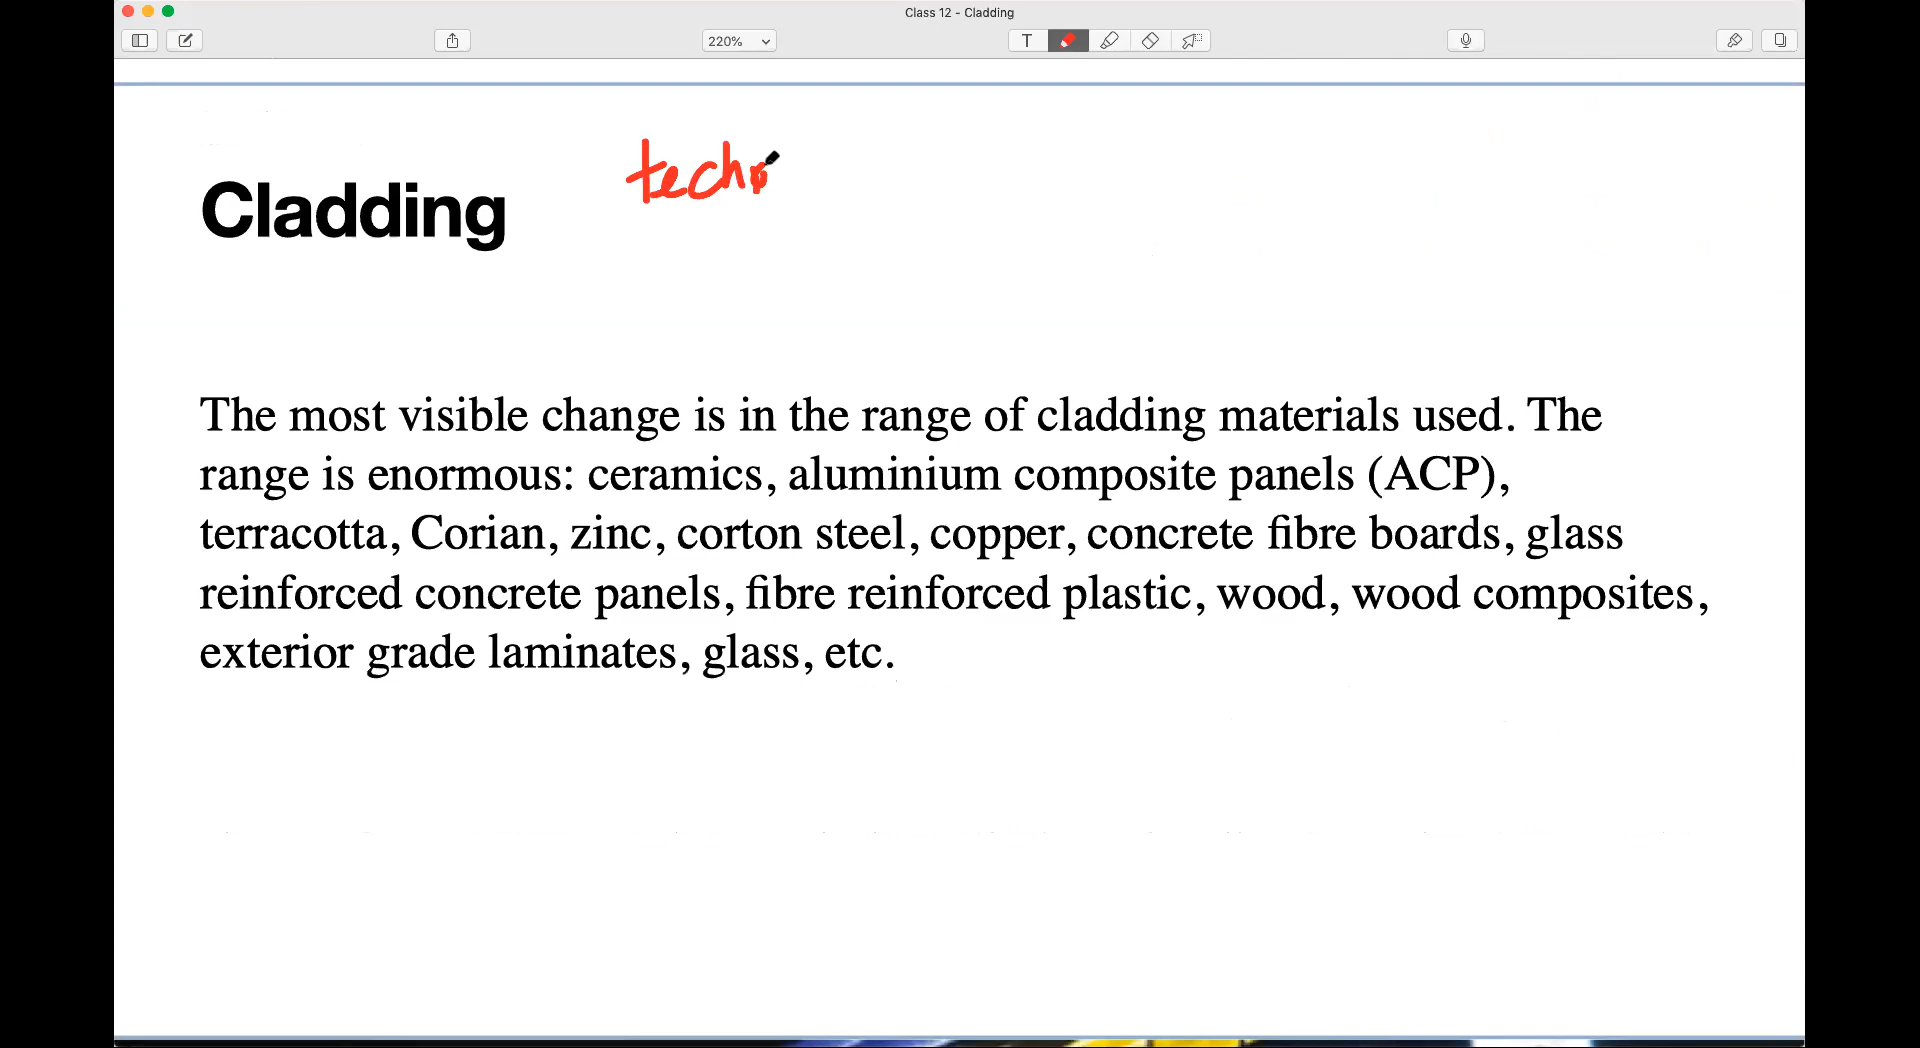 Class 12 - Cladding
220%
T
tech
Cladding
The most visible change is in the range of cladding materials used. The
range is enormous: ceramics, aluminium composite panels (ACP),
terracotta, Corian, zinc, corton steel, copper, concrete fibre boards, glass
reinforced concrete panels, fibre reinforced plastic, wood, wood composites,
exterior grade laminates, glass, etc.